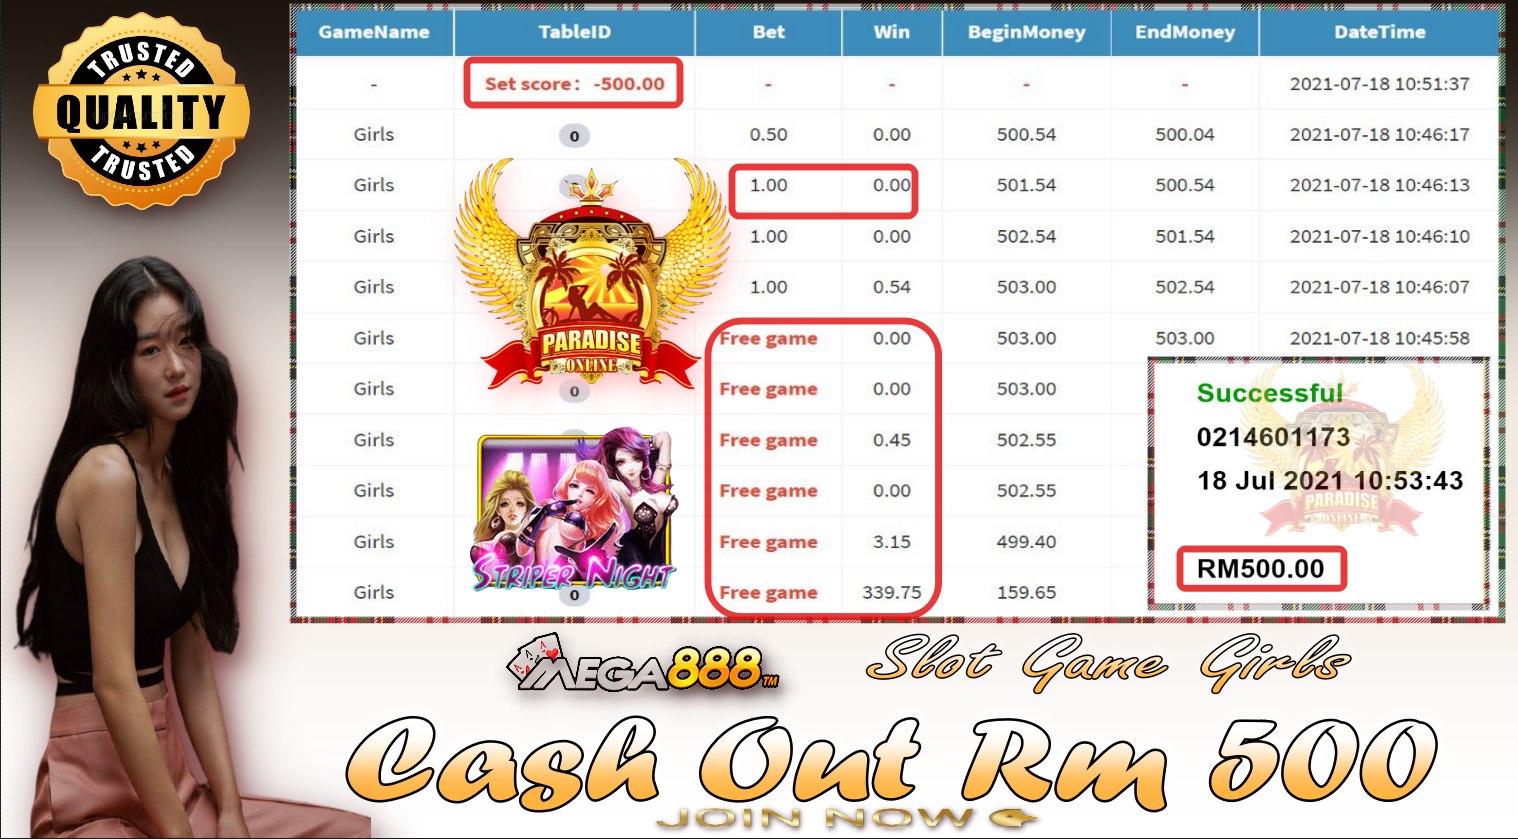 TRUSTED
QUALITY
TRUSTED
GameName TableID Bet Win BeginMoney EndMoney DateTime
- Set score: -500.00 - - - - 2021-07-18 10:51:37
Girls 0 0.50 0.00 500.54 500.04 2021-07-18 10:46:17
Girls 1.00 0.00 501.54 500.54 2021-07-18 10:46:13
Girls 1.00 0.00 502.54 501.54 2021-07-18 10:46:10
Girls 1.00 0.54 503.00 502.54 2021-07-18 10:46:07
Girls Free game 0.00 503.00 503.00 2021-07-18 10:45:58
Girls 0 Free game 0.00 503.00
Girls Free game 0.45 502.55
Girls Free game 0.00 502.55
Girls Free game 3.15 499.40
Girls 0 Free game 339.75 159.65
PARADISE
ONLINE
STRIPER NIGHT
Successful
0214601173
18 Jul 2021 10:53:43
PARADISE
ONLINE
RM500.00
MEGA888 TM
Slot Game Girls
Cash Out Rm 500
JOIN NOW